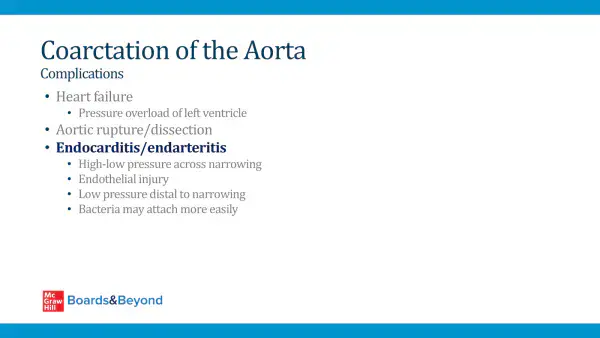 Coarctation of the Aorta
Complications
• Heart failure
• Pressure overload of left ventricle
• Aortic rupture/dissection
• Endocarditis/endarteritis
• High-low pressure across narrowing
• Endothelial injury
• Low pressure distal to narrowing
• Bacteria may attach more easily
Mc
Graw
Hill
Boards&Beyond